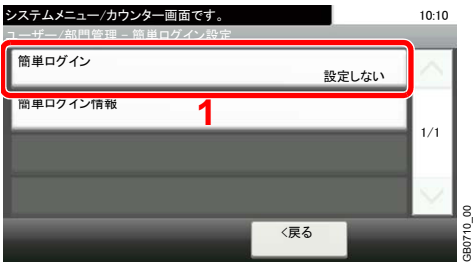 システムメニュー/カウンター画面です。 10:10
ユーザー/部門管理 - 簡単ログイン設定
簡単ログイン
設定しない
簡単ログイン情報
1
1/1
<戻る
GB0710_00